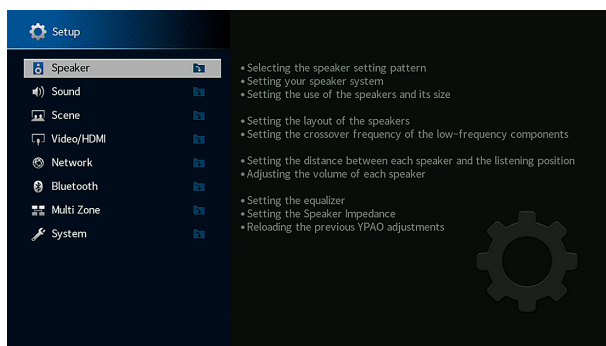 Setup
Speaker
Sound
Scene
Video/HDMI
Network
Bluetooth
Multi Zone
System
•Selecting the speaker setting pattern
•Setting your speaker system
•Setting the use of the speakers and its size
•Setting the layout of the speakers
•Setting the crossover frequency of the low-frequency components
•Setting the distance between each speaker and the listening position
•Adjusting the volume of each speaker
•Setting the equalizer
•Setting the Speaker Impedance
•Reloading the previous YPAO adjustments